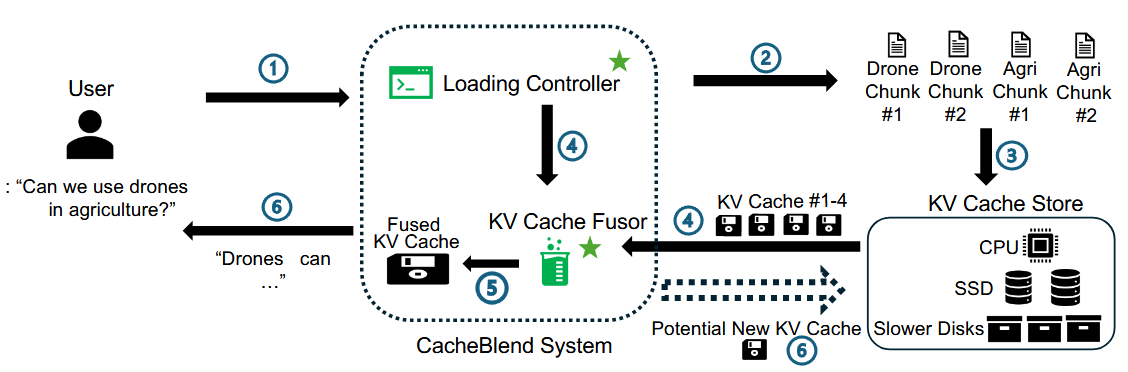 User
: “Can we use drones
in agriculture?”
1
Loading Controller
2
Drone
Chunk
#1
Drone
Chunk
#2
Agri
Chunk
#1
Agri
Chunk
#2
3
4
KV Cache #1-4
4
KV Cache Store
CPU
SSD
Slower Disks
KV Cache Fusor
Fused
KV Cache
5
6
“Drones can
…”
Potential New KV Cache
6
CacheBlend System
>_